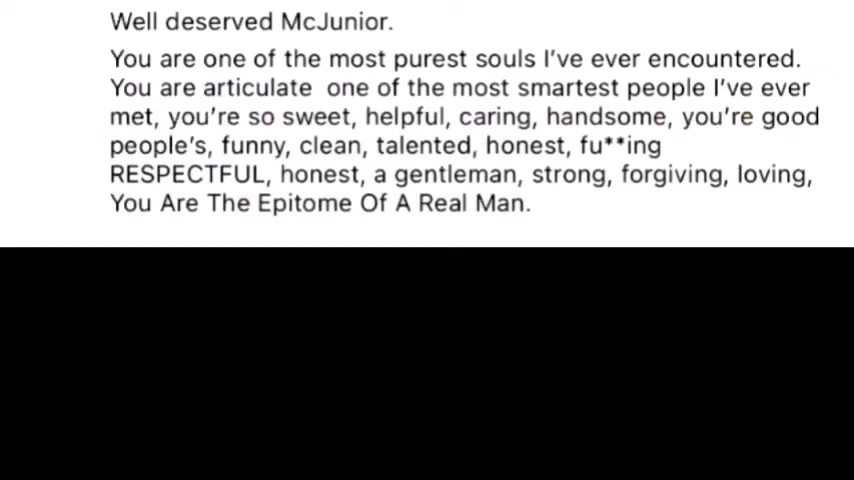 Well deserved McJunior.
You are one of the most purest souls I've ever encountered.
You are articulate  one of the most smartest people I've ever
met, you're so sweet, helpful, caring, handsome, you're good
people's, funny, clean, talented, honest, fu**ing
RESPECTFUL, honest, a gentleman, strong, forgiving, loving,
You Are The Epitome Of A Real Man.